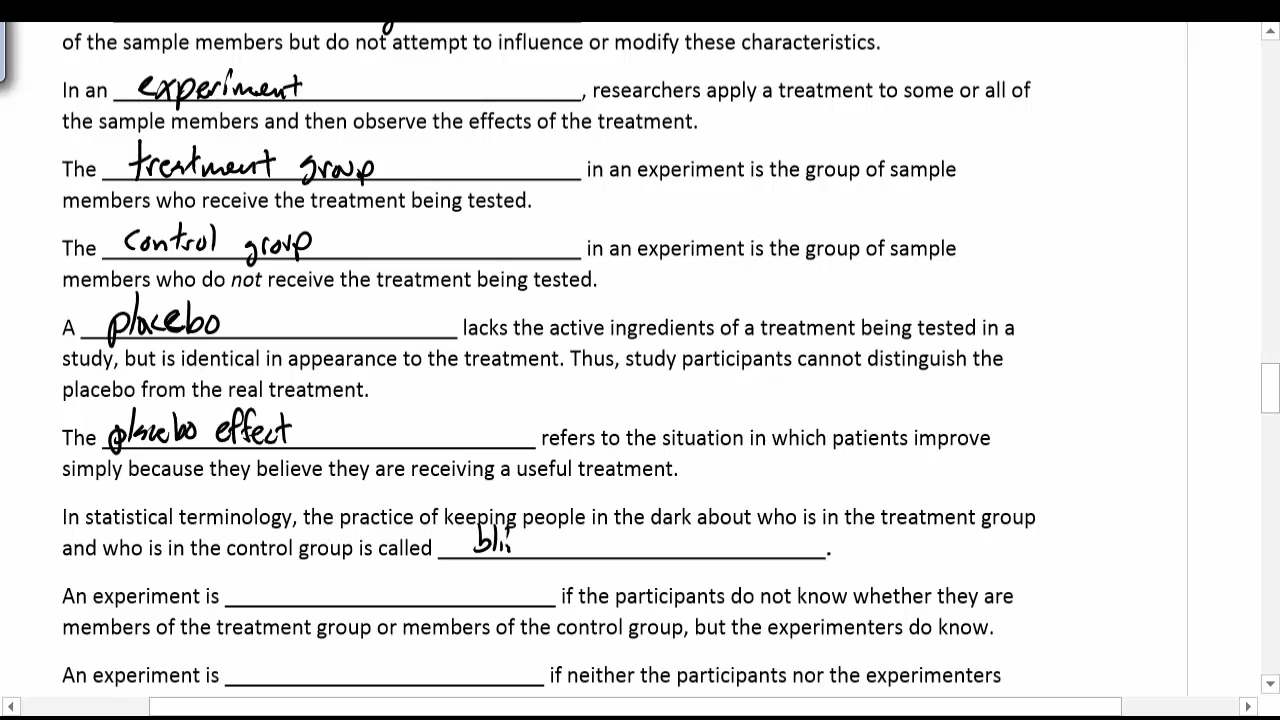 of the sample members but do not attempt to influence or modify these characteristics.
In an experiment, researchers apply a treatment to some or all of
the sample members and then observe the effects of the treatment.
The treatment group in an experiment is the group of sample
members who receive the treatment being tested.
The control group in an experiment is the group of sample
members who do not receive the treatment being tested.
A placebo lacks the active ingredients of a treatment being tested in a
study, but is identical in appearance to the treatment. Thus, study participants cannot distinguish the
placebo from the real treatment.
The placebo effect refers to the situation in which patients improve
simply because they believe they are receiving a useful treatment.
In statistical terminology, the practice of keeping people in the dark about who is in the treatment group
and who is in the control group is called bli .
An experiment is ____________________ if the participants do not know whether they are
members of the treatment group or members of the control group, but the experimenters do know.
An experiment is ____________________ if neither the participants nor the experimenters